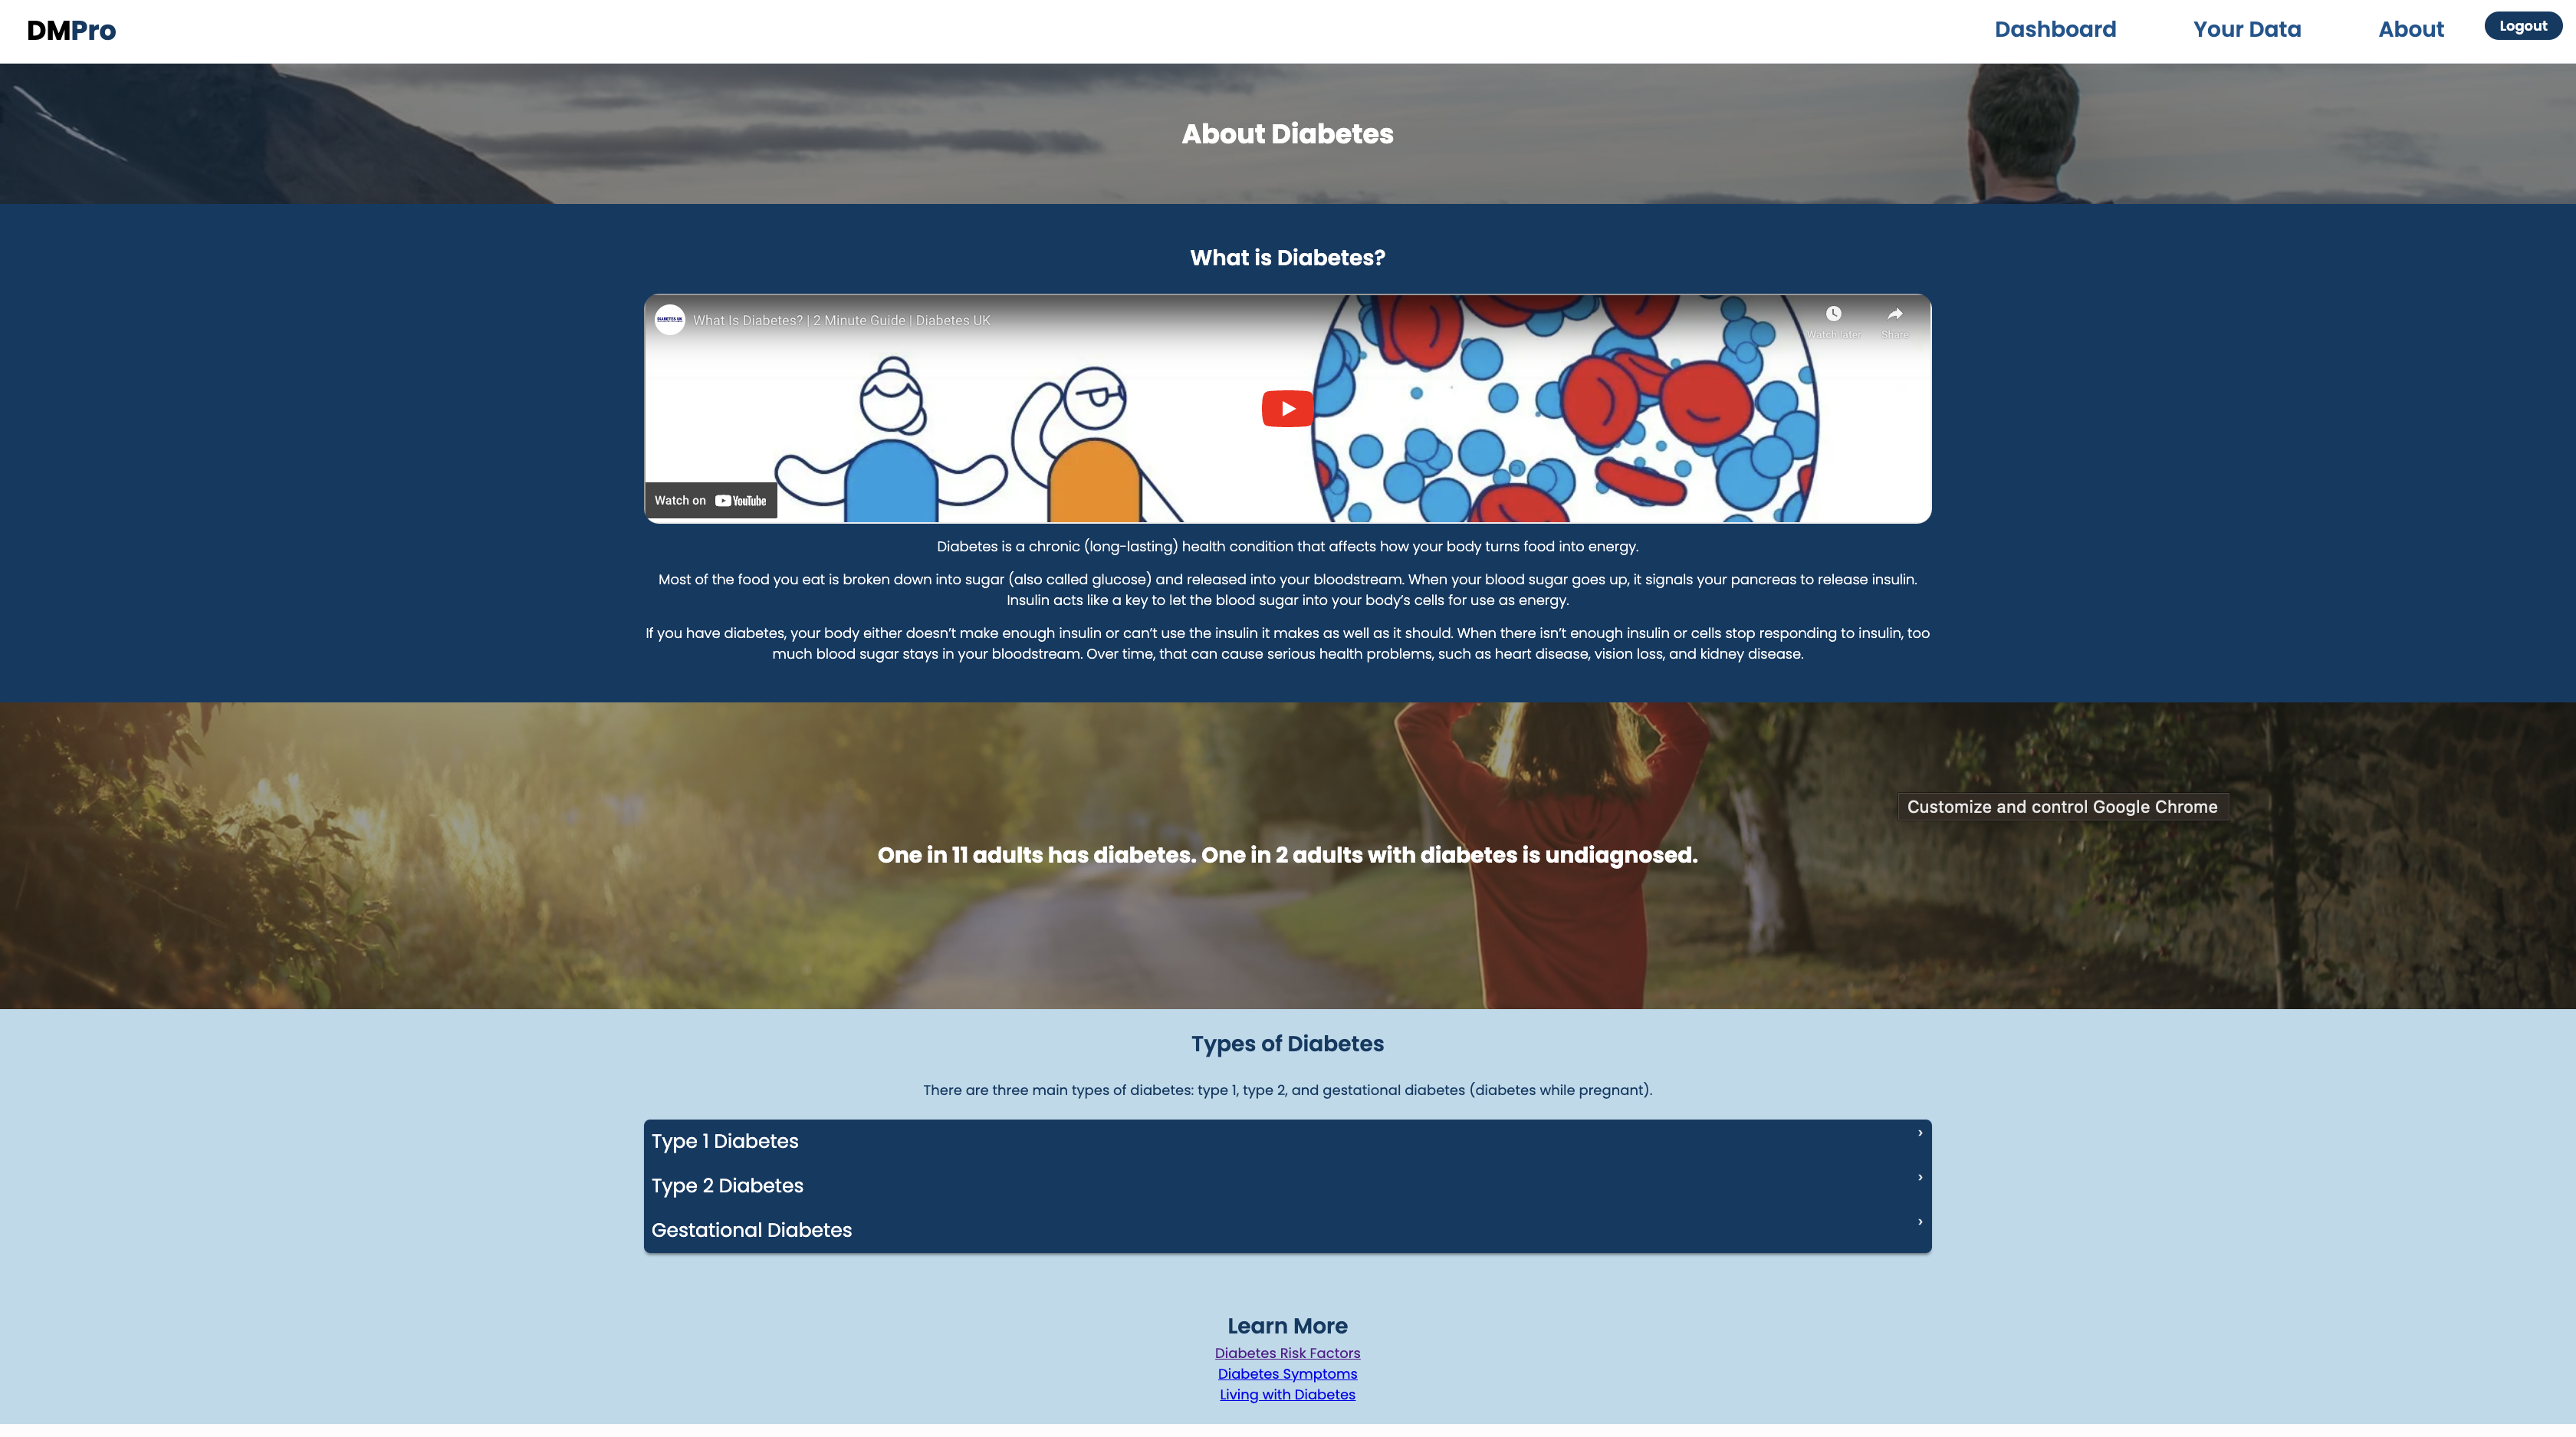 DMPro
Dashboard
Your Data
About
Logout
About Diabetes
What is Diabetes?
DIABETES UK
What Is Diabetes? | 2 Minute Guide | Diabetes UK
Watch later
Share
Watch on YouTube
Diabetes is a chronic (long-lasting) health condition that affects how your body turns food into energy.
Most of the food you eat is broken down into sugar (also called glucose) and released into your bloodstream. When your blood sugar goes up, it signals your pancreas to release insulin.
Insulin acts like a key to let the blood sugar into your body’s cells for use as energy.
If you have diabetes, your body either doesn’t make enough insulin or can’t use the insulin it makes as well as it should. When there isn’t enough insulin or cells stop responding to insulin, too
much blood sugar stays in your bloodstream. Over time, that can cause serious health problems, such as heart disease, vision loss, and kidney disease.
Customize and control Google Chrome
One in 11 adults has diabetes. One in 2 adults with diabetes is undiagnosed.
Types of Diabetes
There are three main types of diabetes: type 1, type 2, and gestational diabetes (diabetes while pregnant).
Type 1 Diabetes
Type 2 Diabetes
Gestational Diabetes
Learn More
Diabetes Risk Factors
Diabetes Symptoms
Living with Diabetes